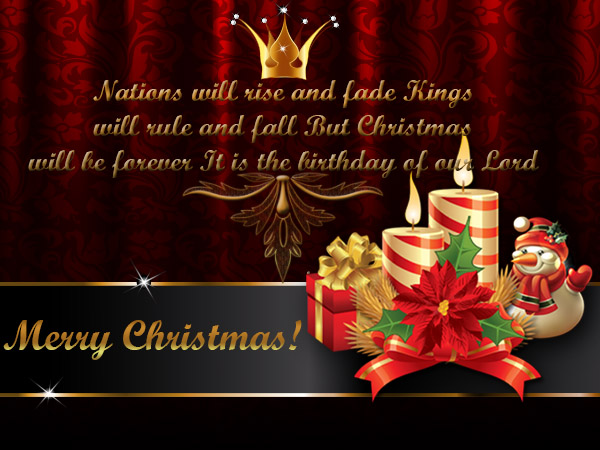 Nations will rise and fade Kings
will rule and fall But Christmas
will be forever It is the birthday of our Lord
Merry Christmas!